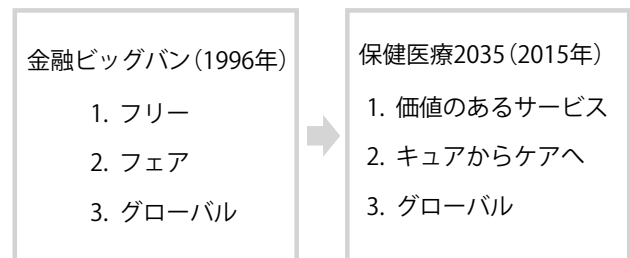 金融ビッグバン（1996年）
1. フリー
2. フェア
3. グローバル
保健医療2035（2015年）
1. 価値のあるサービス
2. キュアからケアへ
3. グローバル